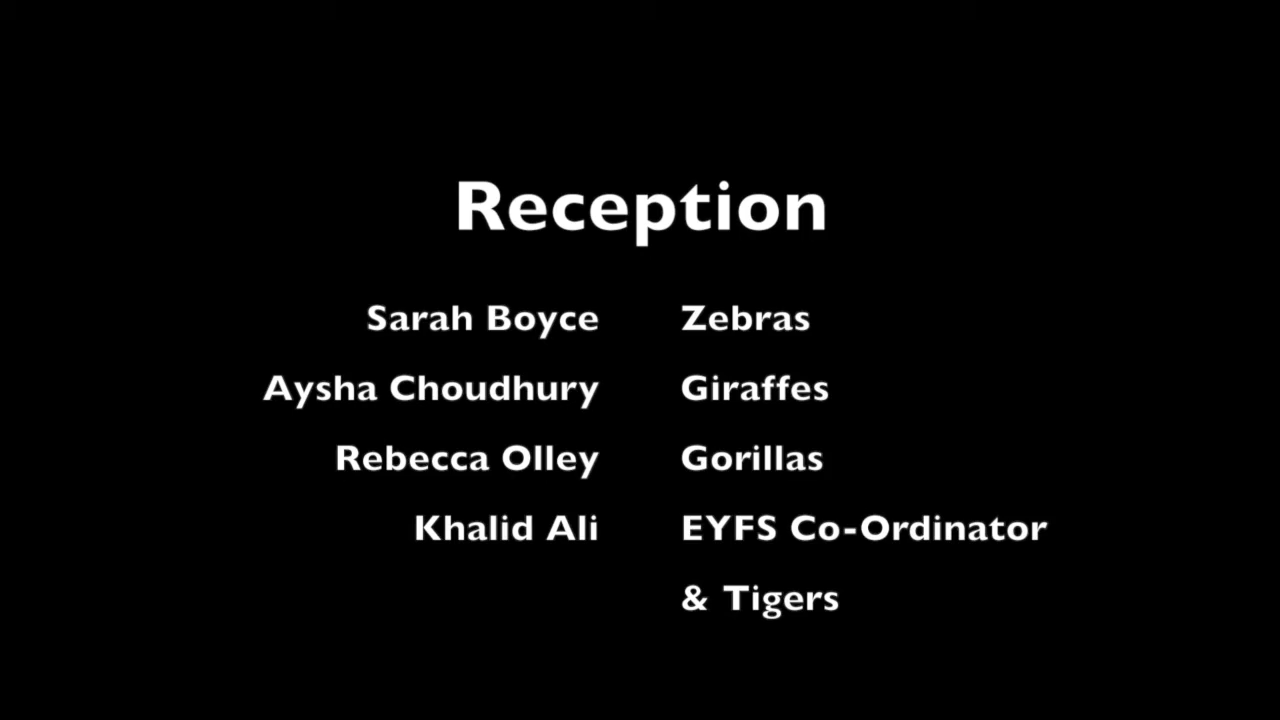 Reception
Sarah Boyce Zebras
Aysha Choudhury Giraffes
Rebecca Olley Gorillas
Khalid Ali EYFS Co-Ordinator
& Tigers